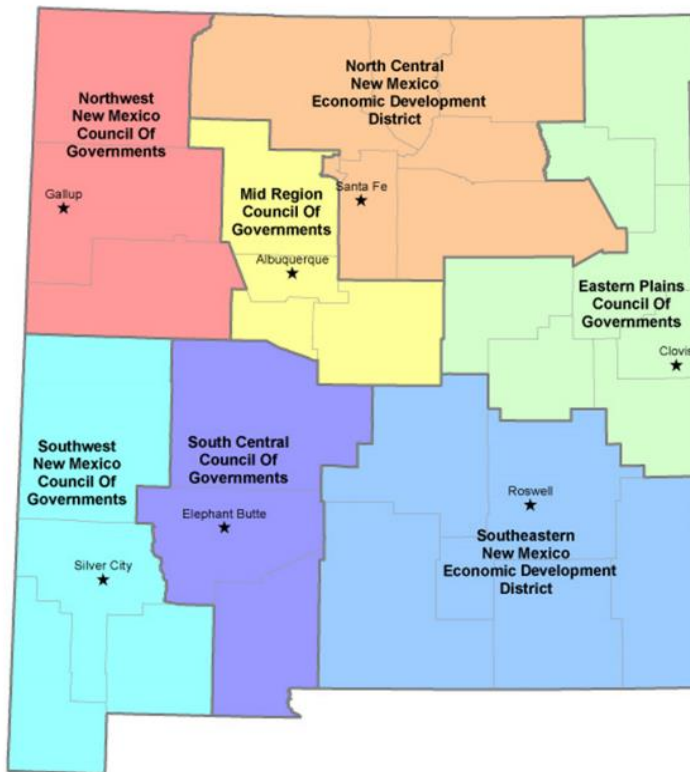 North Central
New Mexico
Economic Development
District
Northwest
New Mexico
Council Of
Governments
Gallup
Santa Fe
Mid Region
Council Of
Governments
Albuquerque
Eastern Plains
Council Of
Governments
Clovis
Southwest
New Mexico
Council Of
Governments
South Central
Council Of
Governments
Roswell
Elephant Butte
Southeastern
New Mexico
Economic Development
District
Silver City